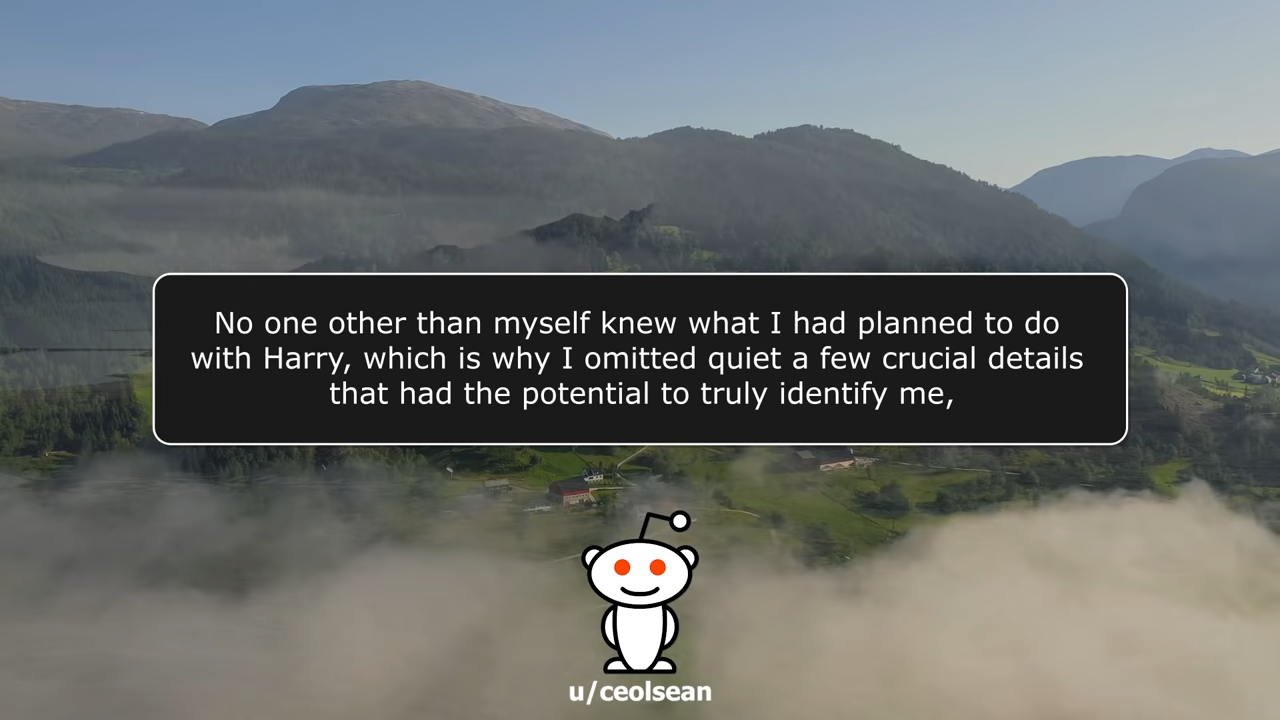 No one other than myself knew what I had planned to do
with Harry, which is why I omitted quiet a few crucial details
that had the potential to truly identify me,
u/ceolsean